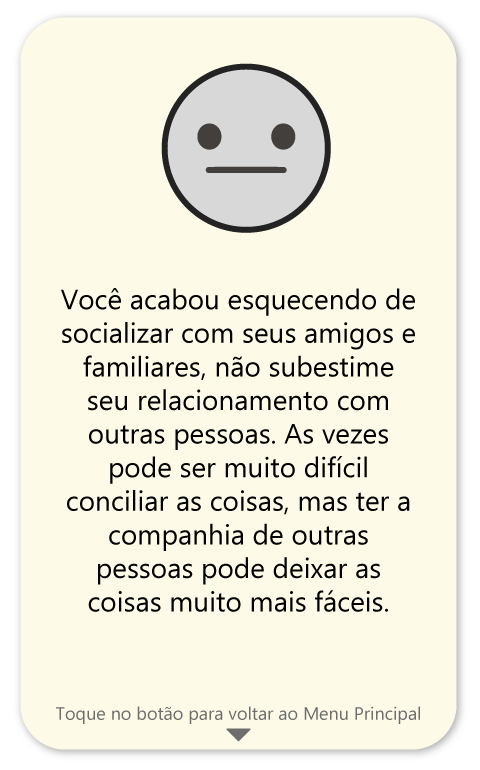 Você acabou esquecendo de
socializar com seus amigos e
familiares, não subestime
seu relacionamento com
outras pessoas. As vezes
pode ser muito difícil
conciliar as coisas, mas ter a
companhia de outras
pessoas pode deixar as
coisas muito mais fáceis.
Toque no botão para voltar ao Menu Principal